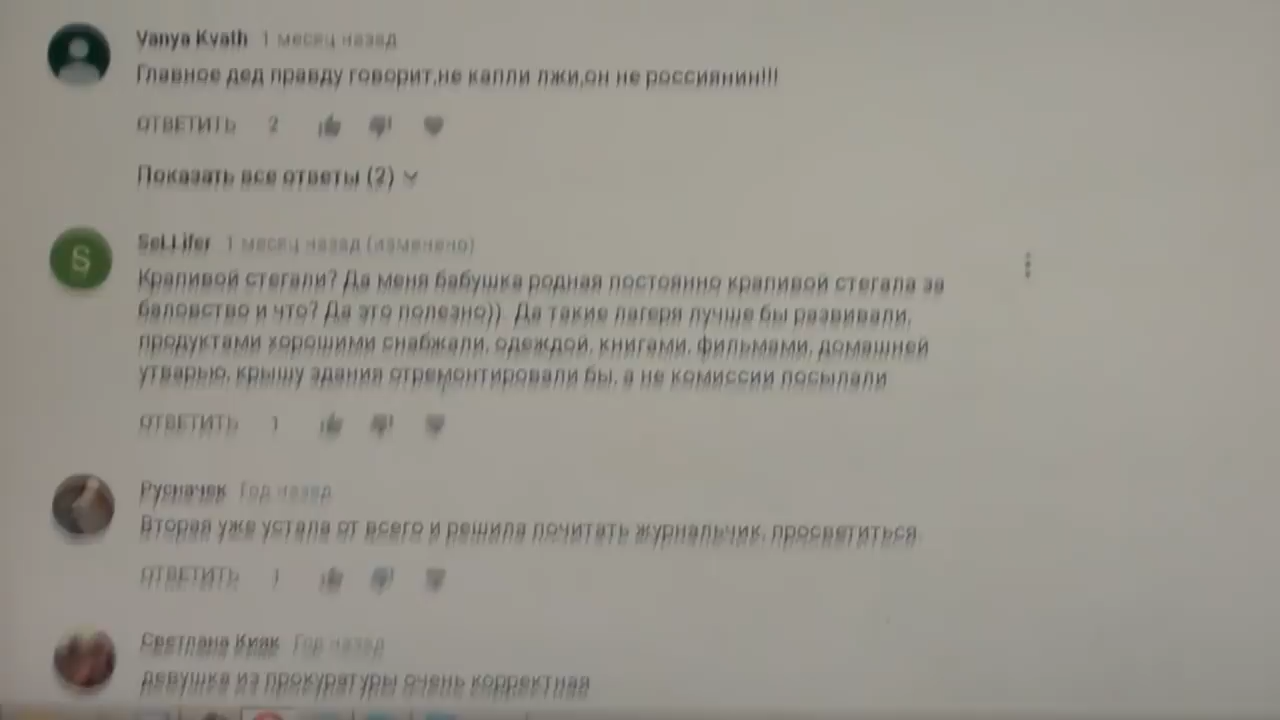 Vanya Kvath 1 месяц назад
Главное дед правду говорит,не капли лжи,он не россиянин!!!
ОТВЕТИТЬ 2
Показать все ответы (2)
S
SeLLifer 1 месяц назад (изменено)
Крапивой стегали? Да меня бабушка родная постоянно крапивой стегала за
баловство и что? Да это полезно)). Да такие лагеря лучше бы развивали,
продуктами хорошими снабжали, одеждой, книгами, фильмами, домашней
утварью, крышу здания отремонтировали бы, а не комиссии посылали
ОТВЕТИТЬ 1
Русначек Год назад
Вторая уже устала от всего и решила почитать журнальчик, просветиться.
ОТВЕТИТЬ 1
Светлана Кияк Год назад
девушка из прокуратуры очень корректная